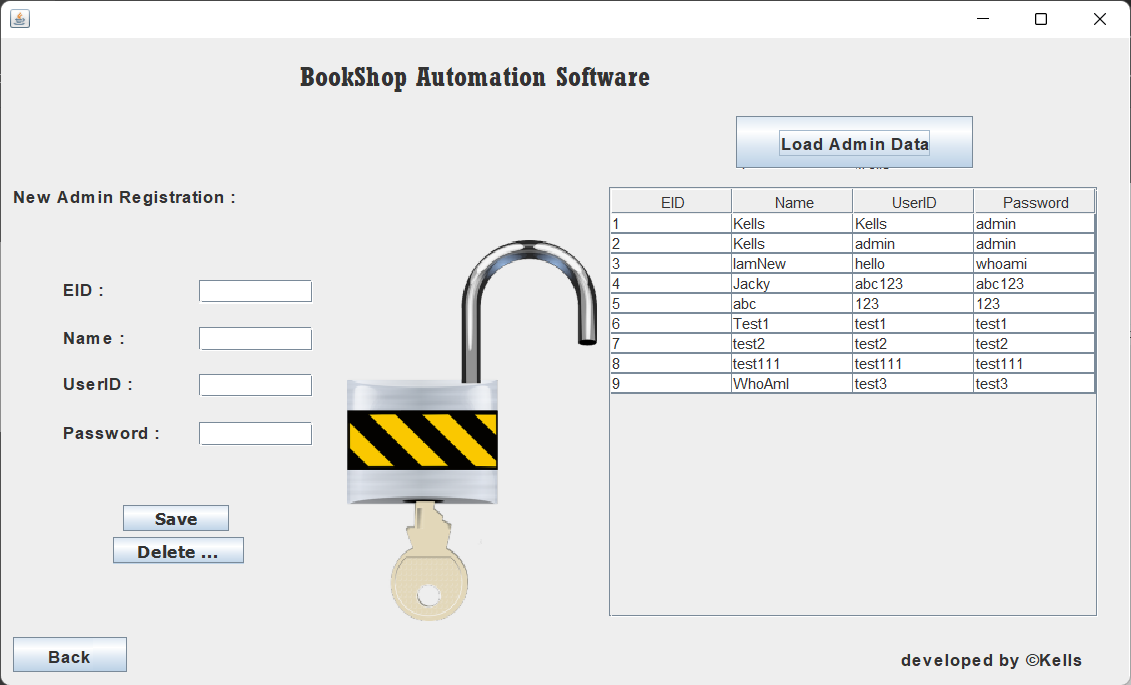 BookShop Automation Software
Load Admin Data
New Admin Registration :
EID :
Name :
UserID :
Password :
Save
Delete ...
Back
EID Name UserID Password
1 Kells Kells admin
2 Kells admin admin
3 IamNew hello whoami
4 Jacky abc123 abc123
5 abc 123 123
6 Test1 test1 test1
7 test2 test2 test2
8 test111 test111 test111
9 WhoAmI test3 test3
developed by ©Kells